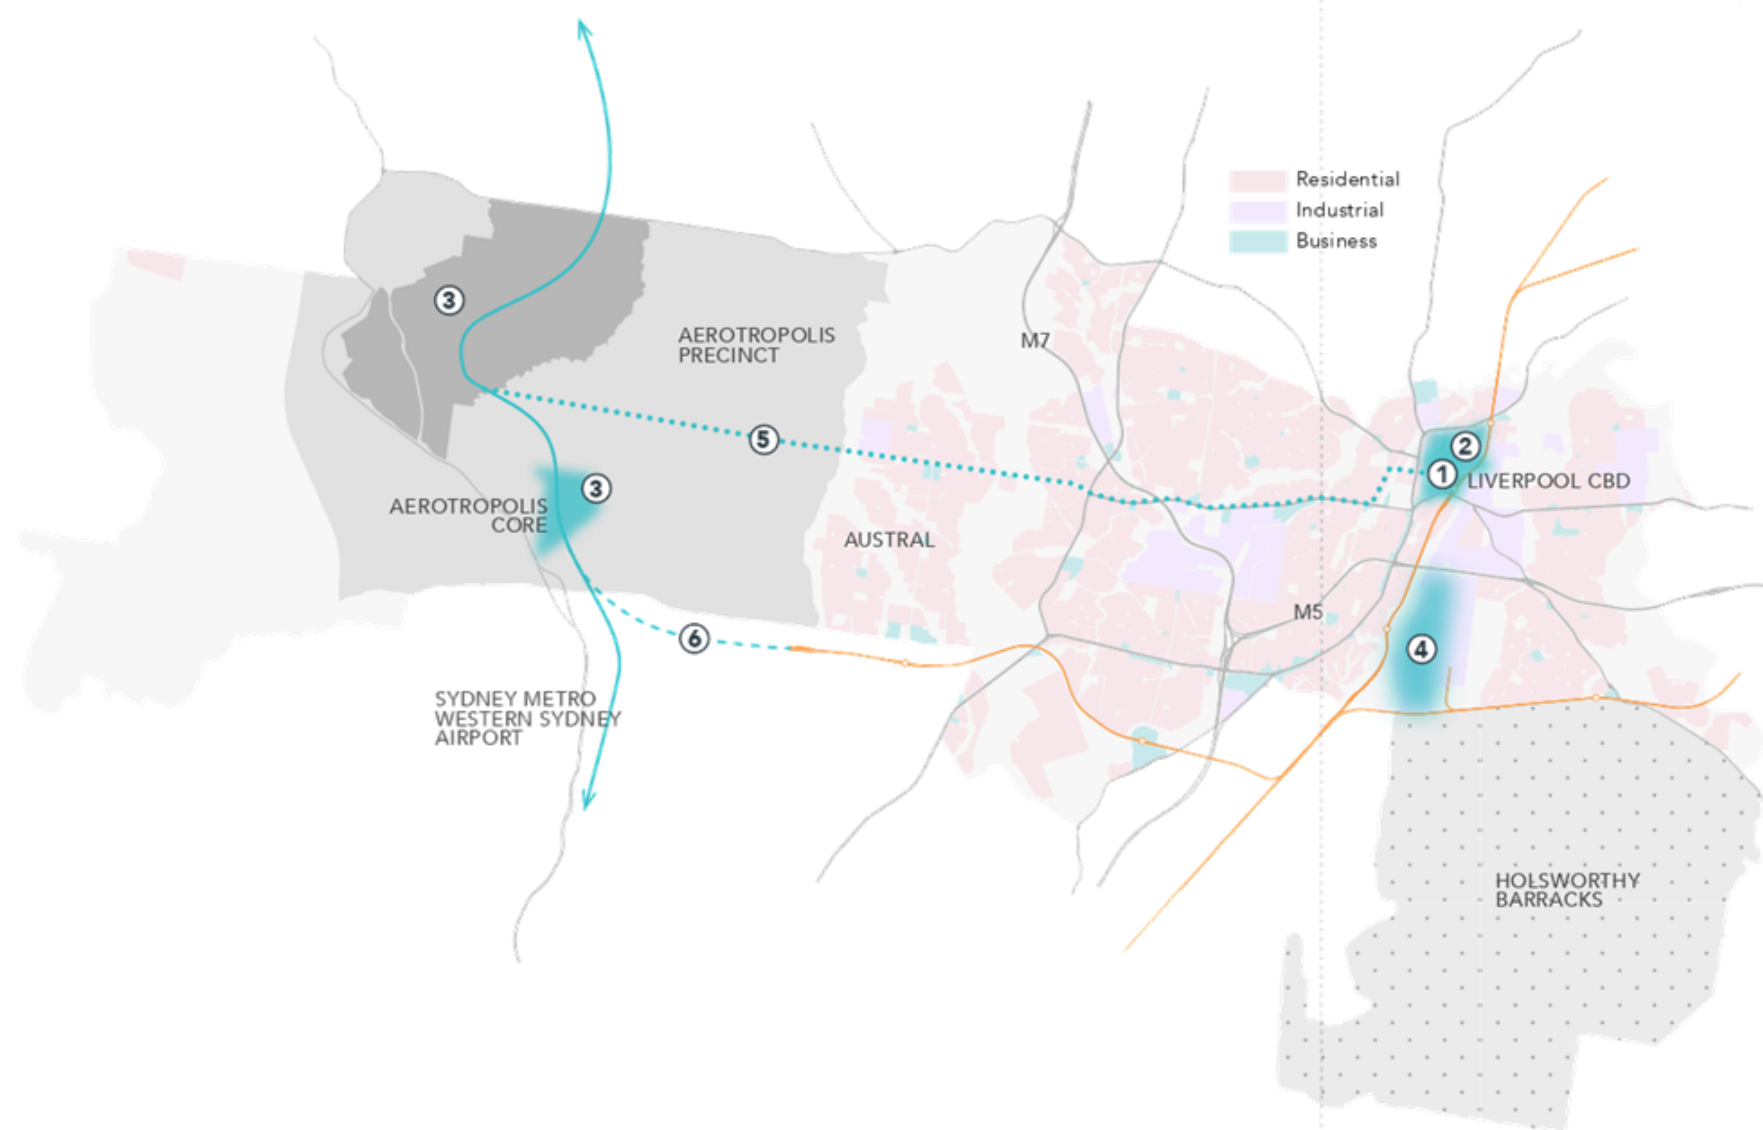 Residential
Industrial
Business
3
AEROTROPOLIS
PRECINCT
M7
5
2
1
LIVERPOOL CBD
3
AEROTROPOLIS
CORE
AUSTRAL
M5
6
4
SYDNEY METRO
WESTERN SYDNEY
AIRPORT
HOLSWORTHY
BARRACKS